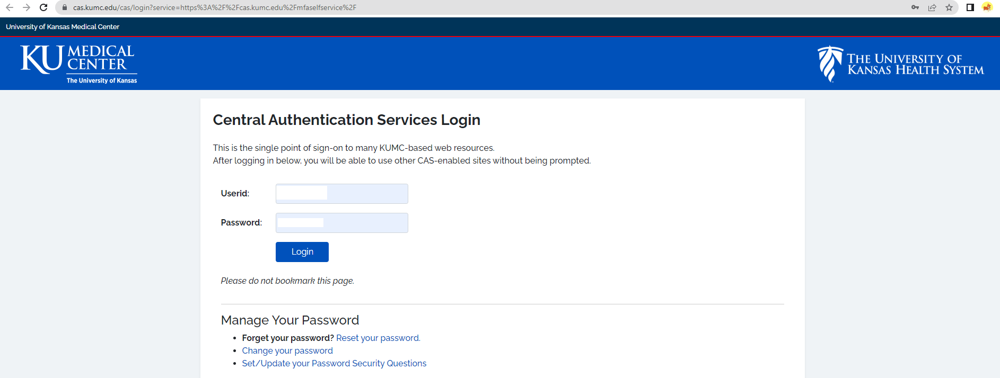 cas.kumc.edu/cas/login?service=https%3A%2F%2Fcas.kumc.edu%2Fmfaselfservice%2F
University of Kansas Medical Center
KU MEDICAL
CENTER
The University of Kansas
THE UNIVERSITY OF
KANSAS HEALTH SYSTEM
Central Authentication Services Login
This is the single point of sign-on to many KUMC-based web resources.
After logging in below, you will be able to use other CAS-enabled sites without being prompted.
Userid:
Password:
Login
Please do not bookmark this page.
Manage Your Password
• Forget your password? Reset your password.
• Change your password
• Set/Update your Password Security Questions